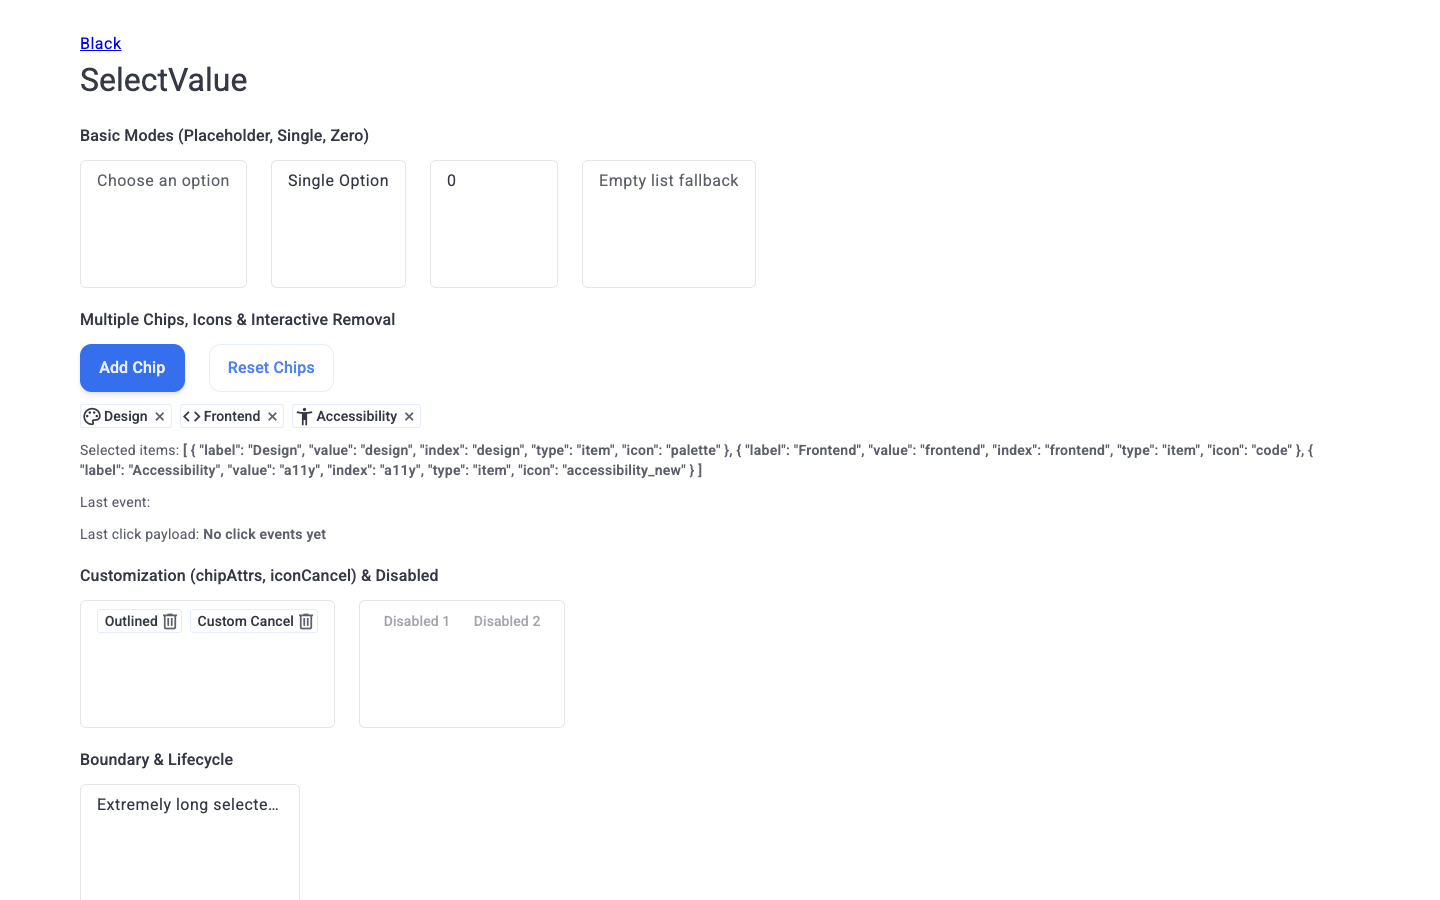 Black
SelectValue
Basic Modes (Placeholder, Single, Zero)
Choose an option
Single Option
0
Empty list fallback
Multiple Chips, Icons & Interactive Removal
Add Chip
Reset Chips
Design
Frontend
Accessibility
Selected items: [ { "label": "Design", "value": "design", "index": "design", "type": "item", "icon": "palette" }, { "label": "Frontend", "value": "frontend", "index": "frontend", "type": "item", "icon": "code" }, {
"label": "Accessibility", "value": "a11y", "index": "a11y", "type": "item", "icon": "accessibility_new" } ]
Last event:
Last click payload: No click events yet
Customization (chipAttrs, iconCancel) & Disabled
Outlined
Custom Cancel
Disabled 1
Disabled 2
Boundary & Lifecycle
Extremely long selecte…